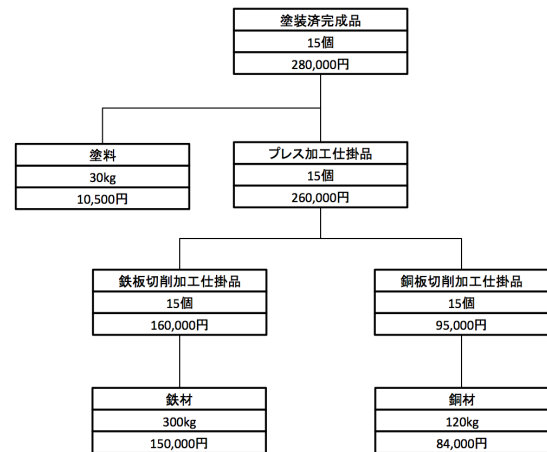 塗装済完成品
15個
280,000円
塗料
30kg
10,500円
プレス加工仕掛品
15個
260,000円
鉄板切削加工仕掛品
15個
160,000円
銅板切削加工仕掛品
15個
95,000円
鉄材
300kg
150,000円
銅材
120kg
84,000円